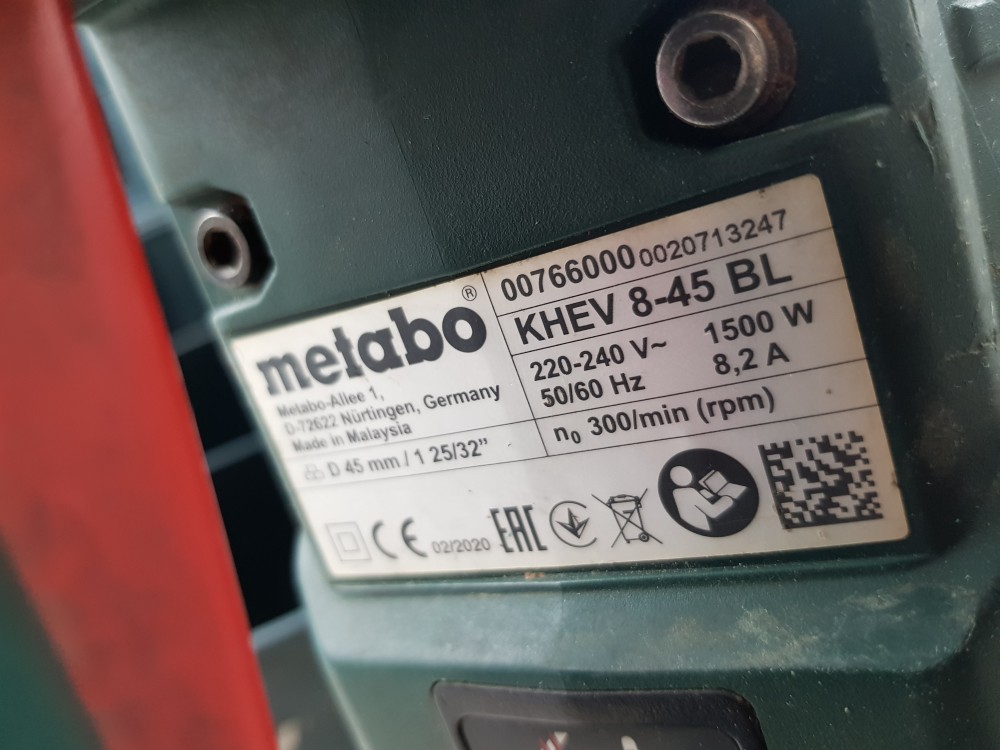 metabo®
Metabo-Allee 1,
D-72622 Nürtingen, Germany
Made in Malaysia
D 45 mm / 1 25/32"
00766000 0020713247
KHEV 8-45 BL
220-240 V~ 1500 W
50/60 Hz 8,2 A
n₀ 300/min (rpm)
CE 02/2020 EAC